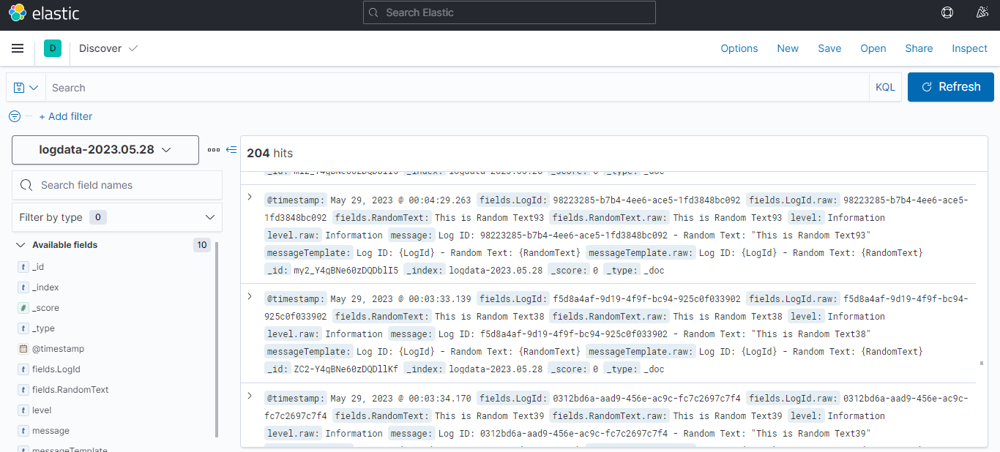 elastic
Search Elastic
D
Discover
Options New Save Open Share Inspect
Search
KQL
Refresh
+ Add filter
logdata-2023.05.28
204 hits
Search field names
Filter by type 0
Available fields 10
t _id
t _index
# _score
t _type
@timestamp
t fields.LogId
t fields.RandomText
t level
t message
t messageTemplate
_id: my2_Y4gBNe60zDQDblI5 _index: logdata-2023.05.28 _score: 0 _type: _doc
@timestamp: May 29, 2023 @ 00:04:29.263 fields.LogId: 98223285-b7b4-4ee6-ace5-1fd3848bc092 fields.LogId.raw: 98223285-b7b4-4ee6-ace5-
1fd3848bc092 fields.RandomText: This is Random Text93 fields.RandomText.raw: This is Random Text93 level: Information
level.raw: Information message: Log ID: 98223285-b7b4-4ee6-ace5-1fd3848bc092 - Random Text: "This is Random Text93"
messageTemplate: Log ID: {LogId} - Random Text: {RandomText} messageTemplate.raw: Log ID: {LogId} - Random Text: {RandomText}
_id: my2_Y4gBNe60zDQDblI5 _index: logdata-2023.05.28 _score: 0 _type: _doc
@timestamp: May 29, 2023 @ 00:03:33.139 fields.LogId: f5d8a4af-9d19-4f9f-bc94-925c0f033902 fields.LogId.raw: f5d8a4af-9d19-4f9f-bc94-
925c0f033902 fields.RandomText: This is Random Text38 fields.RandomText.raw: This is Random Text38 level: Information
level.raw: Information message: Log ID: f5d8a4af-9d19-4f9f-bc94-925c0f033902 - Random Text: "This is Random Text38"
messageTemplate: Log ID: {LogId} - Random Text: {RandomText} messageTemplate.raw: Log ID: {LogId} - Random Text: {RandomText}
_id: ZC2-Y4gBNe60zDQDllKf _index: logdata-2023.05.28 _score: 0 _type: _doc
@timestamp: May 29, 2023 @ 00:03:34.170 fields.LogId: 0312bd6a-aad9-456e-ac9c-fc7c2697c7f4 fields.LogId.raw: 0312bd6a-aad9-456e-ac9c-
fc7c2697c7f4 fields.RandomText: This is Random Text39 fields.RandomText.raw: This is Random Text39 level: Information
level.raw: Information message: Log ID: 0312bd6a-aad9-456e-ac9c-fc7c2697c7f4 - Random Text: "This is Random Text39"